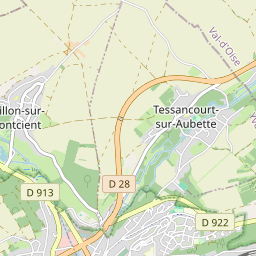 Val d'Oise
illon-sur-
ontcient
Tessancourt-
sur-Aubette
D 28
D 913
D 922